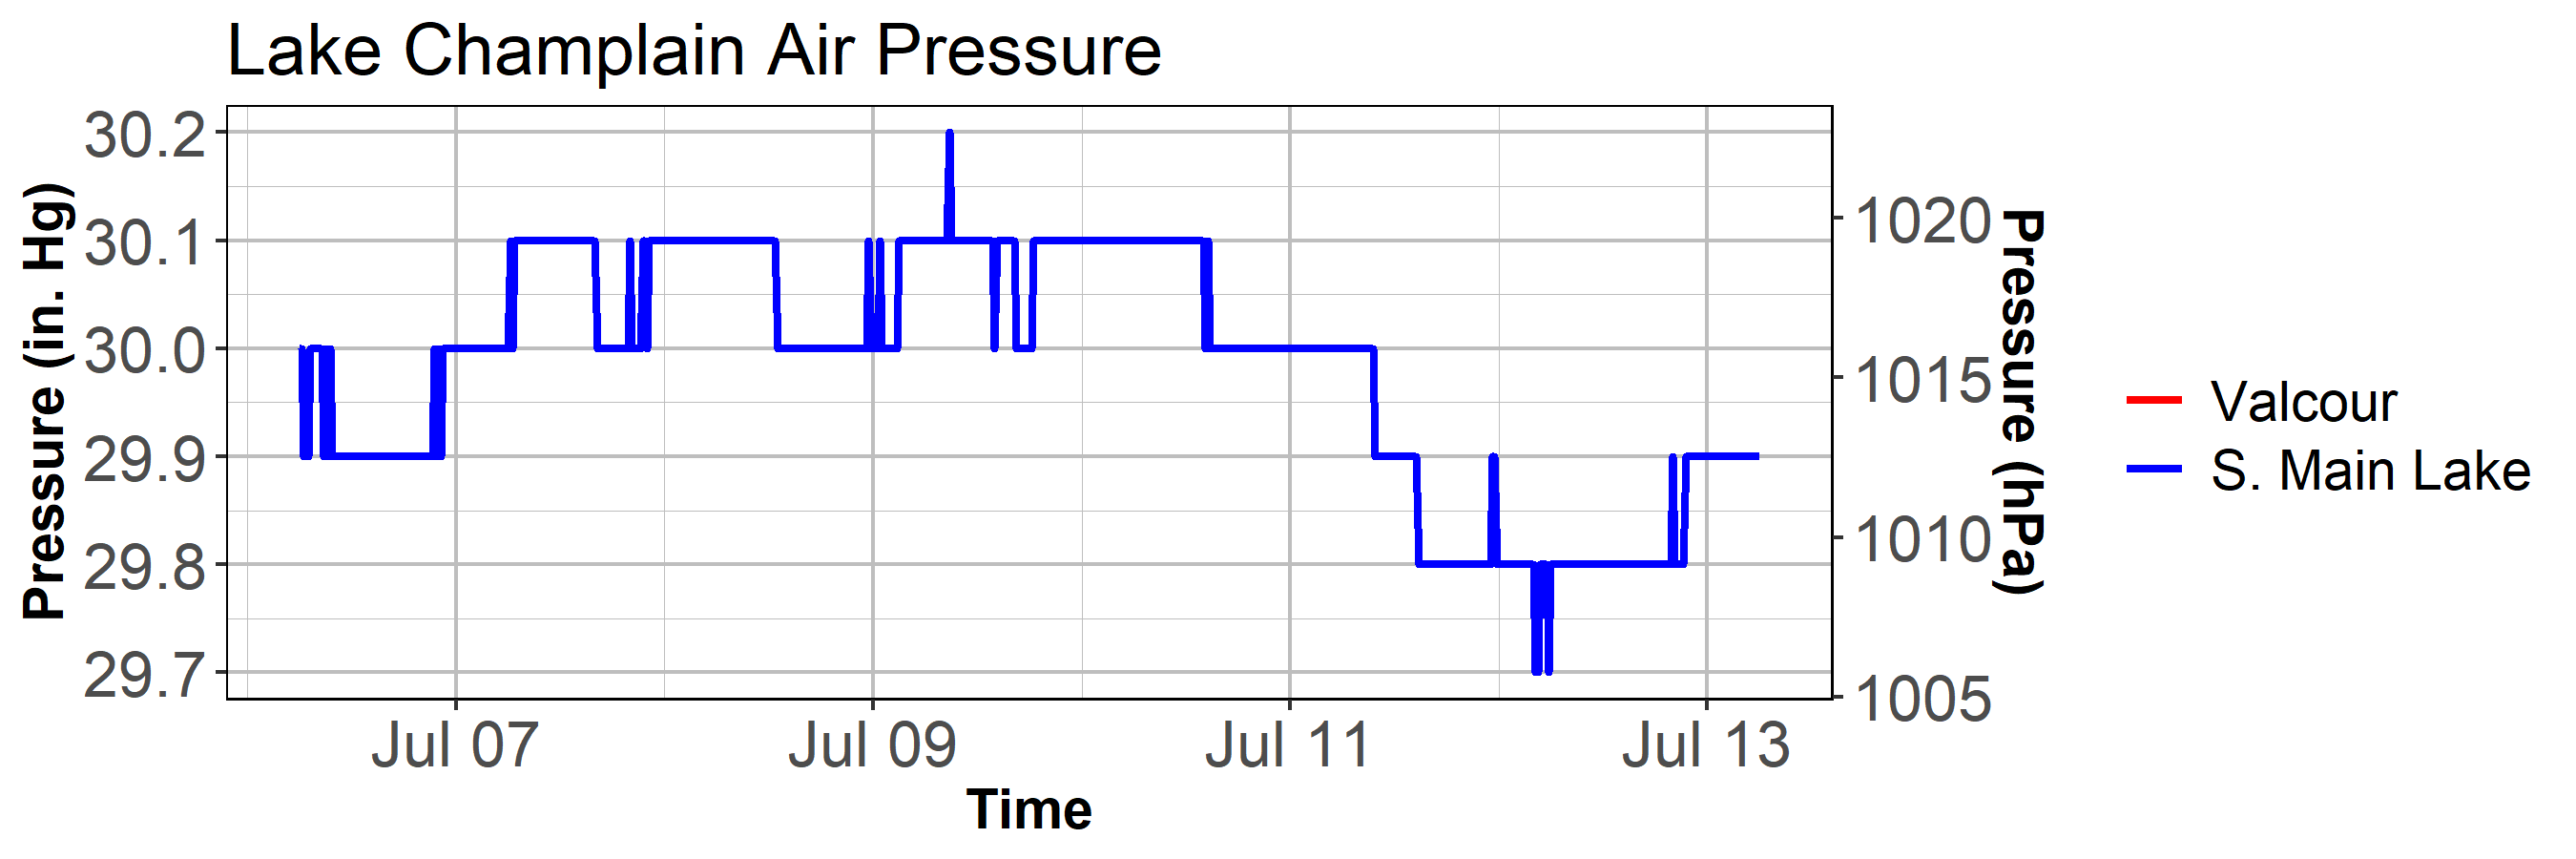 Lake Champlain Air Pressure
Pressure (in. Hg)
30.2
30.1
30.0
29.9
29.8
29.7
1020
1015
1010
1005
Pressure (hPa)
Jul 07
Jul 09
Jul 11
Jul 13
Time
Valcour
S. Main Lake